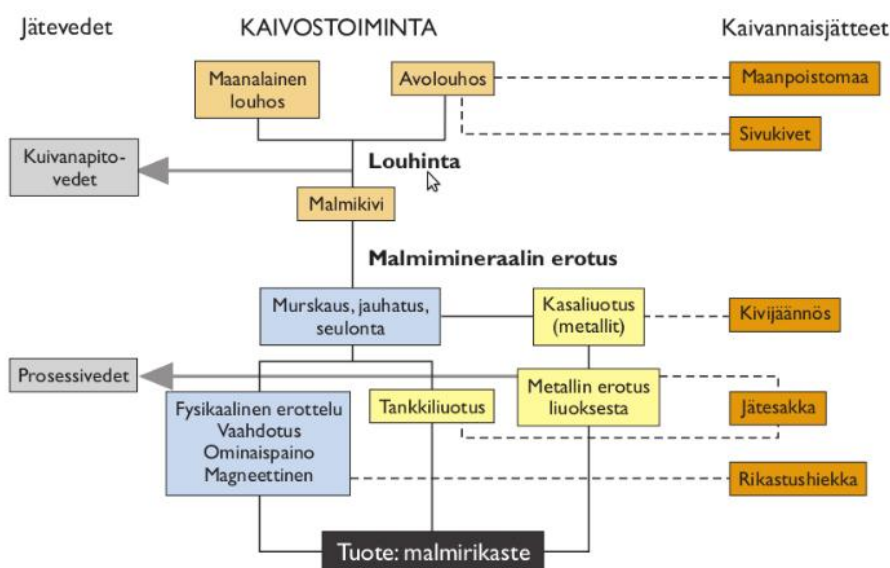 Jätevedet
KAIVOSTOIMINTA
Kaivannaisjätteet
Maanalainen
louhos
Avolouhos
Maanpoistomaa
Sivukivet
Kuivanapito-
vedet
Louhinta
Malmikivi
Malmimineraalin erotus
Murskaus, jauhatus,
seulonta
Kasaliuotus
(metallit)
Kivijäännös
Prosessivedet
Fysikaalinen erottelu
Vaahdotus
Ominaispaino
Magneettinen
Tankkiliuotus
Metallin erotus
liuoksesta
Jätesakka
Rikastushiekka
Tuote: malmirikaste